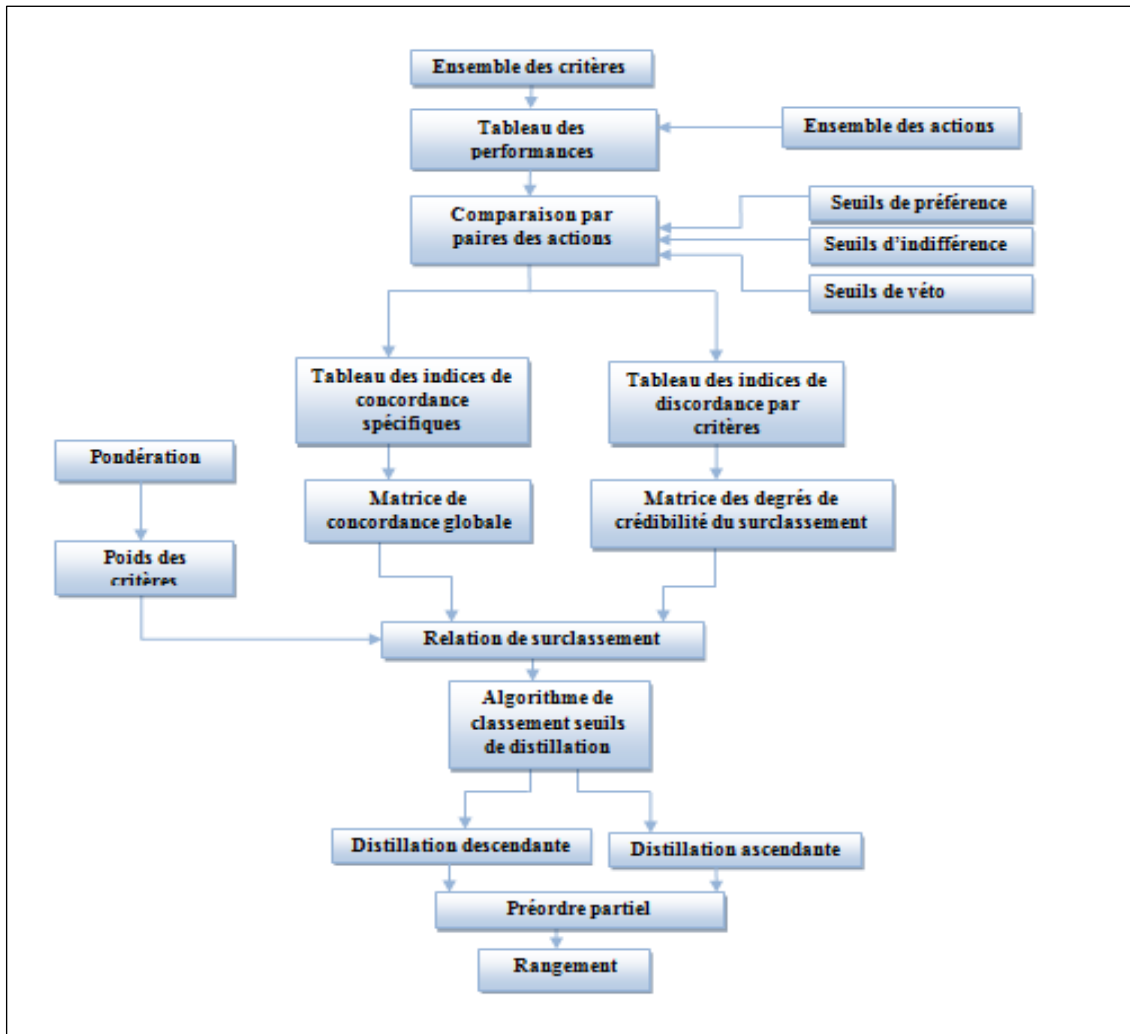 Ensemble des critères
Tableau des
performances
Ensemble des actions
Comparaison par
paires des actions
Seuils de préférence
Seuils d'indifférence
Seuils de véto
Tableau des indices de
concordance
spécifiques
Tableau des indices de
discordance par
critères
Pondération
Matrice de
concordance globale
Matrice des degrés de
crédibilité du surclassement
Poids des
critères
Relation de surclassement
Algorithme de
classement seuils
de distillation
Distillation descendante
Distillation ascendante
Préordre partiel
Rangement